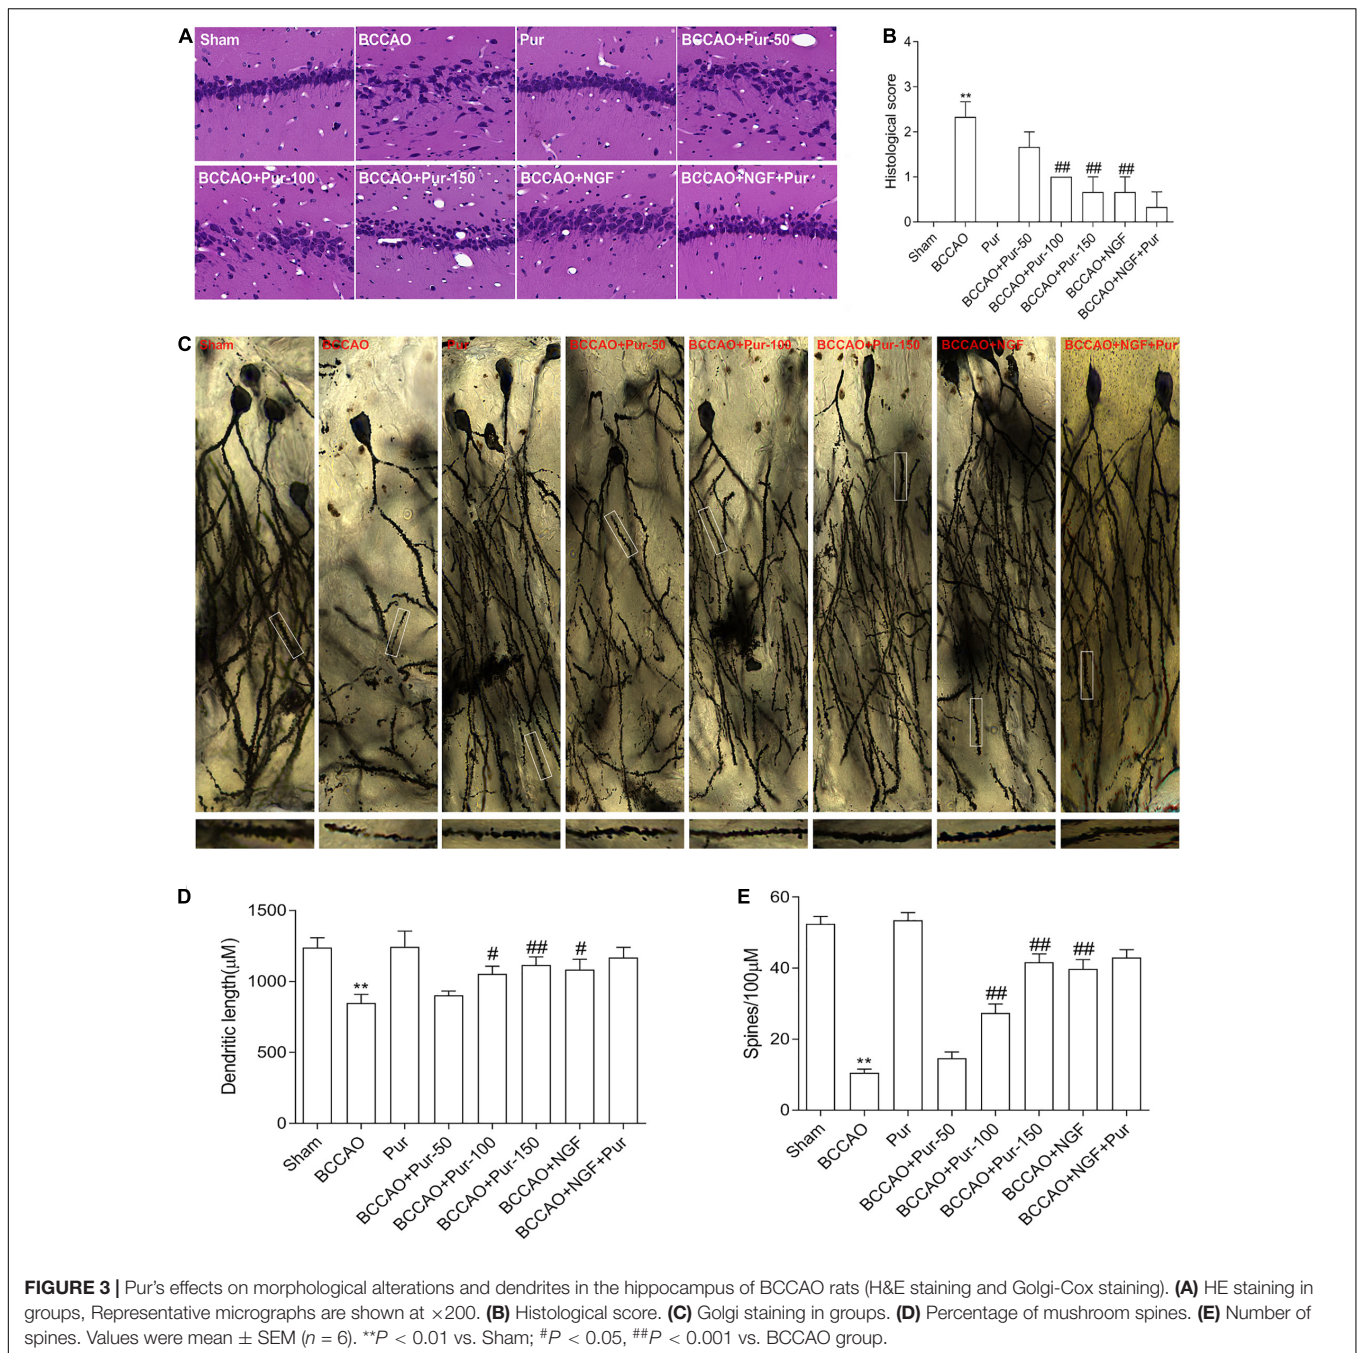 A
Sham
BCCAO
Pur
BCCAO+Pur-50
BCCAO+Pur-100
BCCAO+Pur-150
BCCAO+NGF
BCCAO+NGF+Pur
B
Histological score
4
3
2
1
0
**
##
##
##
Sham
BCCAO
Pur
BCCAO+Pur-50
BCCAO+Pur-100
BCCAO+Pur-150
BCCAO+NGF
BCCAO+NGF+Pur
C
Sham
BCCAO
Pur
BCCAO+Pur-50
BCCAO+Pur-100
BCCAO+Pur-150
BCCAO+NGF
BCCAO+NGF+Pur
D
Dendritic length(μM)
1500
1000
500
0
**
#
##
#
Sham
BCCAO
Pur
BCCAO+Pur-50
BCCAO+Pur-100
BCCAO+Pur-150
BCCAO+NGF
BCCAO+NGF+Pur
E
Spines/100μM
60
40
20
0
**
##
##
##
Sham
BCCAO
Pur
BCCAO+Pur-50
BCCAO+Pur-100
BCCAO+Pur-150
BCCAO+NGF
BCCAO+NGF+Pur
FIGURE 3 | Pur's effects on morphological alterations and dendrites in the hippocampus of BCCAO rats (H&E staining and Golgi-Cox staining). (A) HE staining in
groups, Representative micrographs are shown at ×200. (B) Histological score. (C) Golgi staining in groups. (D) Percentage of mushroom spines. (E) Number of
spines. Values were mean ± SEM (n = 6). **P < 0.01 vs. Sham; #P < 0.05, ##P < 0.001 vs. BCCAO group.